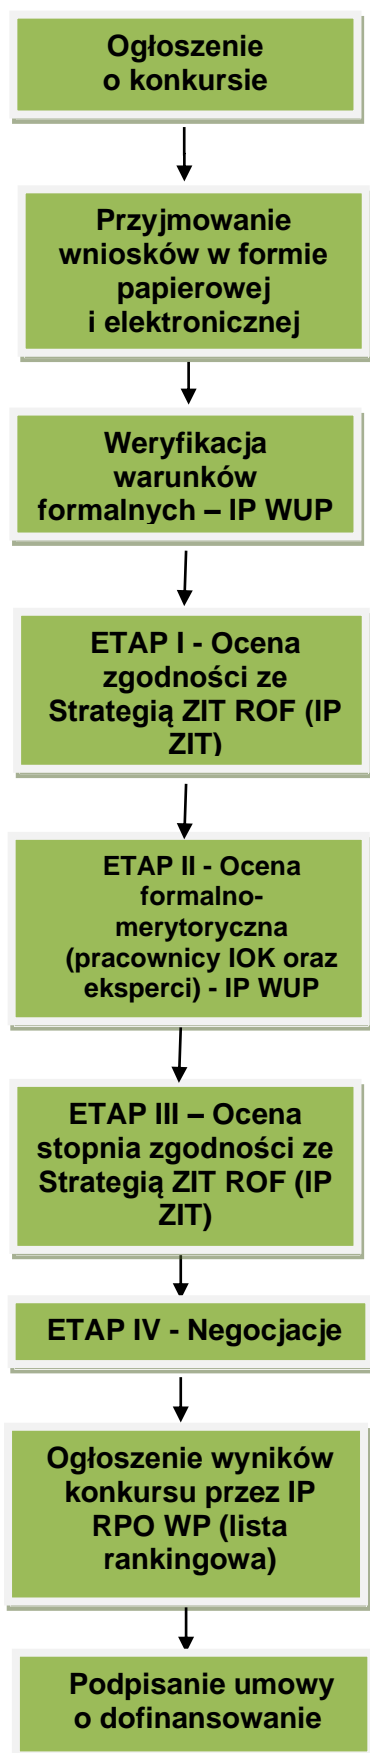 Ogłoszenie
o konkursie
Przyjmowanie
wniosków w formie
papierowej
i elektronicznej
Weryfikacja
warunków
formalnych – IP WUP
ETAP I - Ocena
zgodności ze
Strategią ZIT ROF (IP
ZIT)
ETAP II - Ocena
formalno-
merytoryczna
(pracownicy IOK oraz
eksperci) - IP WUP
ETAP III – Ocena
stopnia zgodności ze
Strategią ZIT ROF (IP
ZIT)
ETAP IV - Negocjacje
Ogłoszenie wyników
konkursu przez IP
RPO WP (lista
rankingowa)
Podpisanie umowy
o dofinansowanie